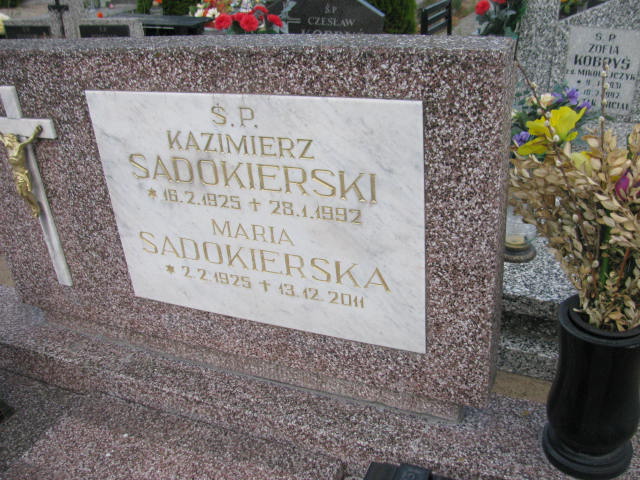 Ś.P.
KAZIMIERZ
SADOKIERSKI
* 16.2.1925 + 28.1.1992
MARIA
SADOKIERSKA
* 2.2.1925 + 13.12.2011
Ś.P.
CZESŁAW
Ś.P.
ZOFIA
KOBRYŚ